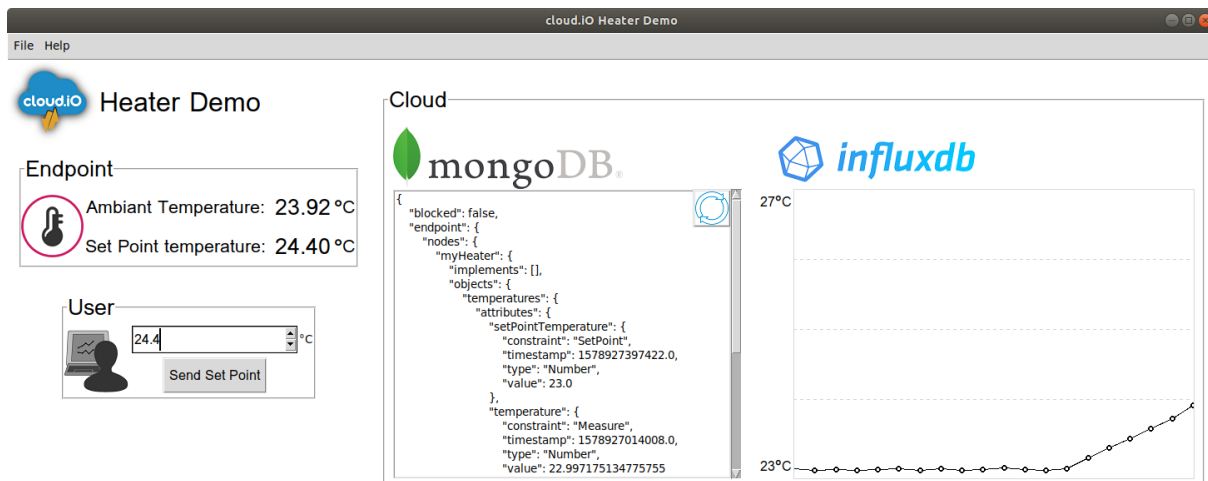 cloud.iO Heater Demo
File Help
cloud.iO
Heater Demo
Endpoint
Ambiant Temperature: 23.92 °C
Set Point temperature: 24.40 °C
User
24.4 °C
Send Set Point
Cloud
mongoDB®
{
"blocked": false,
"endpoint": {
"nodes": {
"myHeater": {
"implements": [],
"objects": {
"temperatures": {
"attributes": {
"setPointTemperature": {
"constraint": "SetPoint",
"timestamp": 1578927397422.0,
"type": "Number",
"value": 23.0
},
"temperature": {
"constraint": "Measure",
"timestamp": 1578927014008.0,
"type": "Number",
"value": 22.997175134775755
influxdb
27°C
23°C